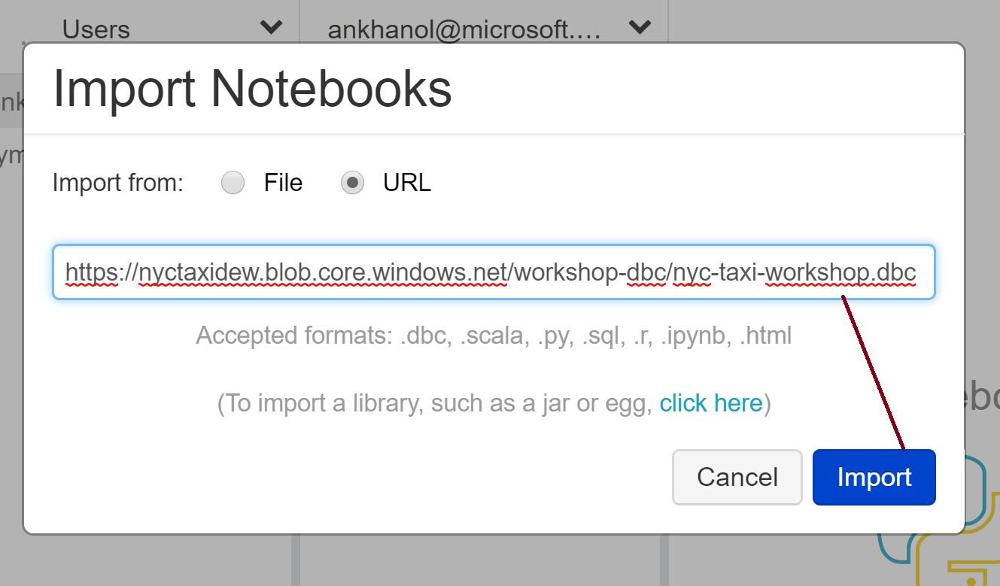 Users
ankhanol@microsoft....
Import Notebooks
Import from: File URL
https://nyctaxidew.blob.core.windows.net/workshop-dbc/nyc-taxi-workshop.dbc
Accepted formats: .dbc, .scala, .py, .sql, .r, .ipynb, .html
(To import a library, such as a jar or egg, click here)
Cancel
Import